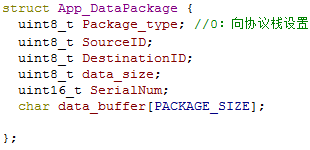 struct App_DataPackage {
uint8_t Package_type; //0：向协议栈设置
uint8_t SourceID;
uint8_t DestinationID;
uint8_t data_size;
uint16_t SerialNum;
char data_buffer[PACKAGE_SIZE];
};